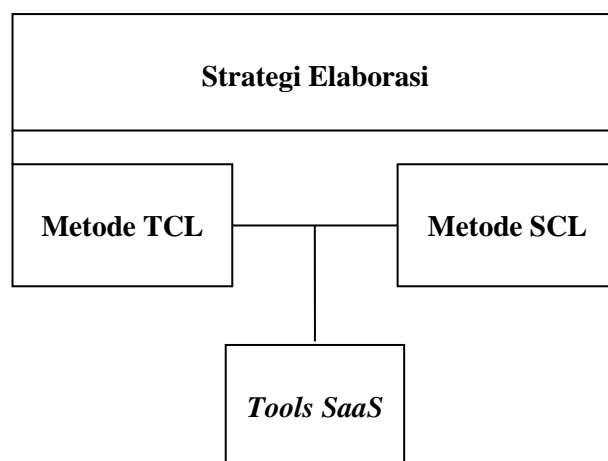 Strategi Elaborasi
Metode TCL
Metode SCL
Tools SaaS